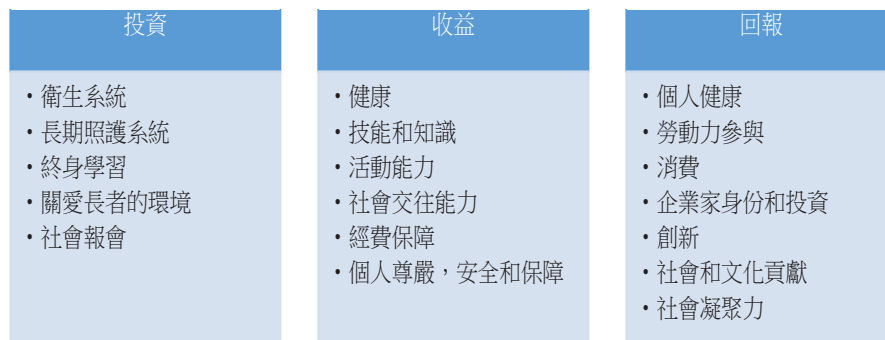 投資
• 衛生系統
• 長期照護系統
• 終身學習
• 關愛長者的環境
• 社會報會
收益
• 健康
• 技能和知識
• 活動能力
• 社會交往能力
• 經費保障
• 個人尊嚴，安全和保障
回報
• 個人健康
• 勞動力參與
• 消費
• 企業家身份和投資
• 創新
• 社會和文化貢獻
• 社會凝聚力